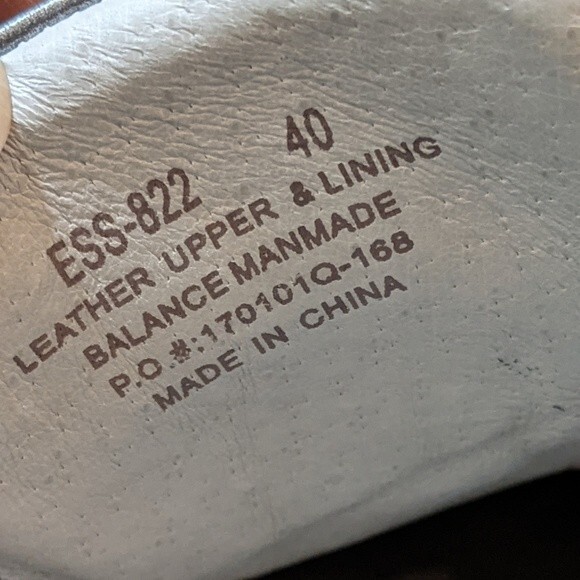 ESS-822 40
LEATHER UPPER & LINING
BALANCE MANMADE
P.O.#:170101Q-168
MADE IN CHINA